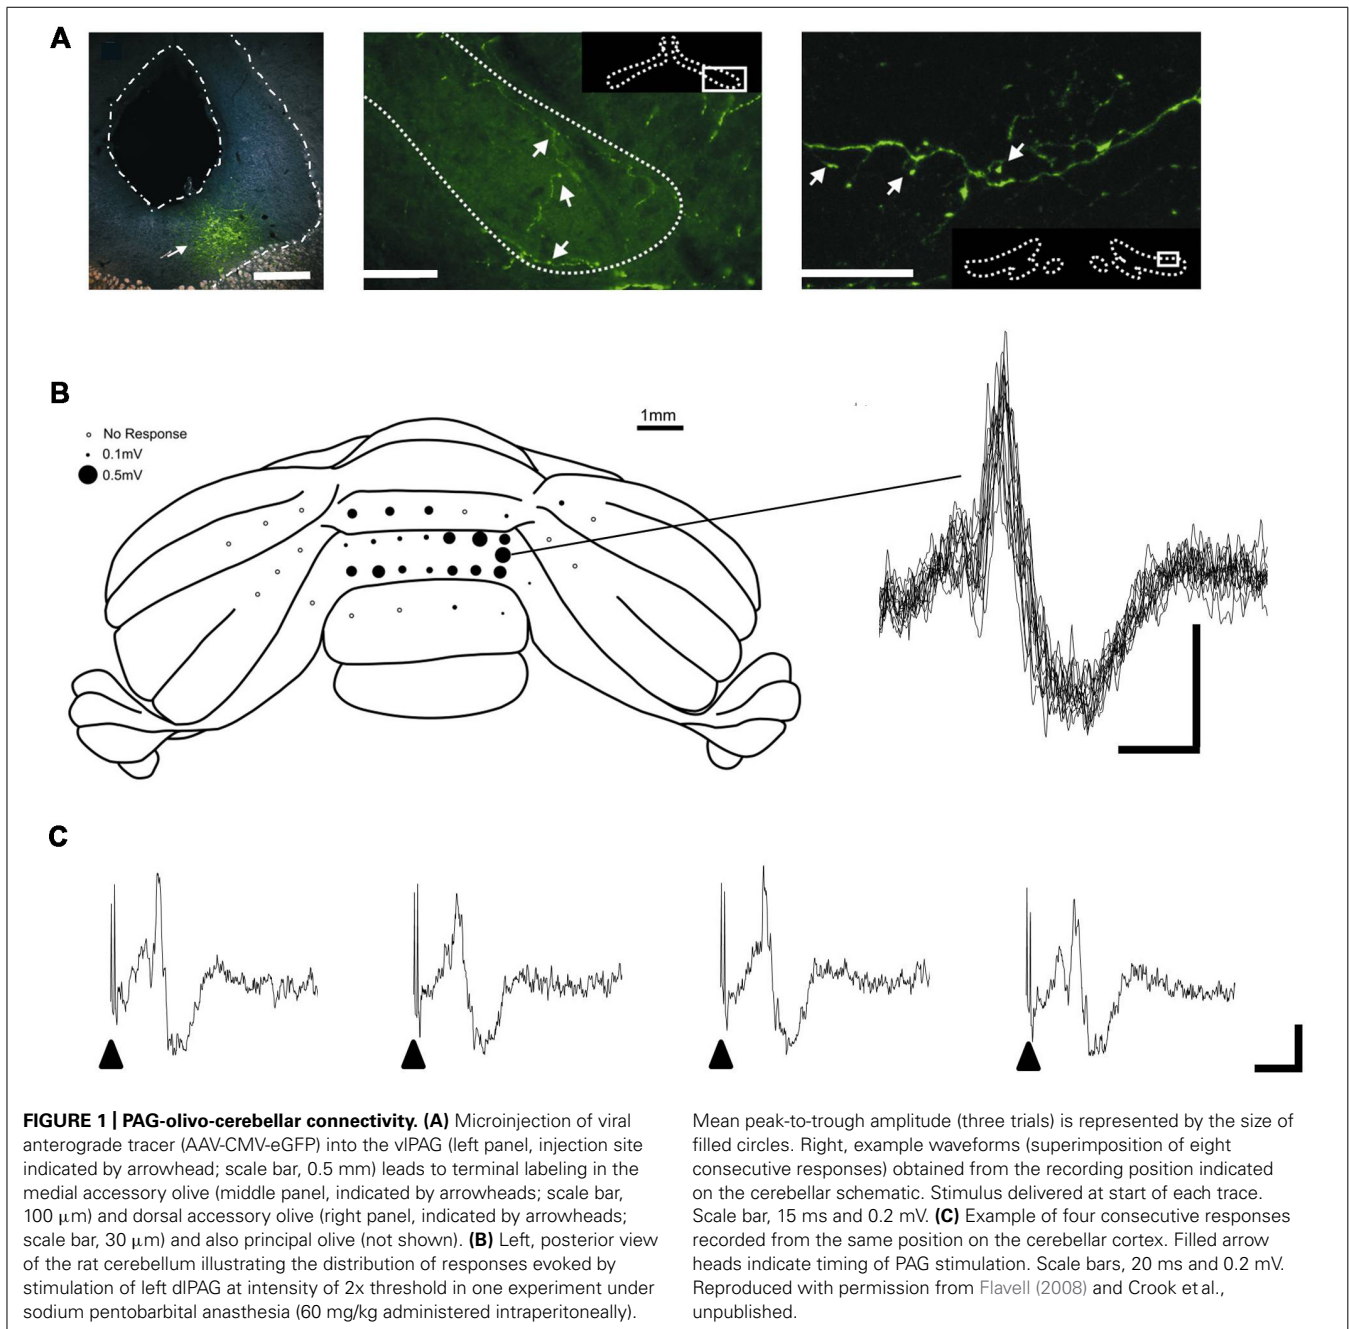 A
B
No Response
0.1mV
0.5mV
1mm
C
FIGURE 1 | PAG-olivo-cerebellar connectivity. (A) Microinjection of viral
anterograde tracer (AAV-CMV-eGFP) into the vlPAG (left panel, injection site
indicated by arrowhead; scale bar, 0.5 mm) leads to terminal labeling in the
medial accessory olive (middle panel, indicated by arrowheads; scale bar,
100 μm) and dorsal accessory olive (right panel, indicated by arrowheads;
scale bar, 30 μm) and also principal olive (not shown). (B) Left, posterior view
of the rat cerebellum illustrating the distribution of responses evoked by
stimulation of left dlPAG at intensity of 2x threshold in one experiment under
sodium pentobarbital anasthesia (60 mg/kg administered intraperitoneally).
Mean peak-to-trough amplitude (three trials) is represented by the size of
filled circles. Right, example waveforms (superimposition of eight
consecutive responses) obtained from the recording position indicated
on the cerebellar schematic. Stimulus delivered at start of each trace.
Scale bar, 15 ms and 0.2 mV. (C) Example of four consecutive responses
recorded from the same position on the cerebellar cortex. Filled arrow
heads indicate timing of PAG stimulation. Scale bars, 20 ms and 0.2 mV.
Reproduced with permission from Flavell (2008) and Crook et al.,
unpublished.